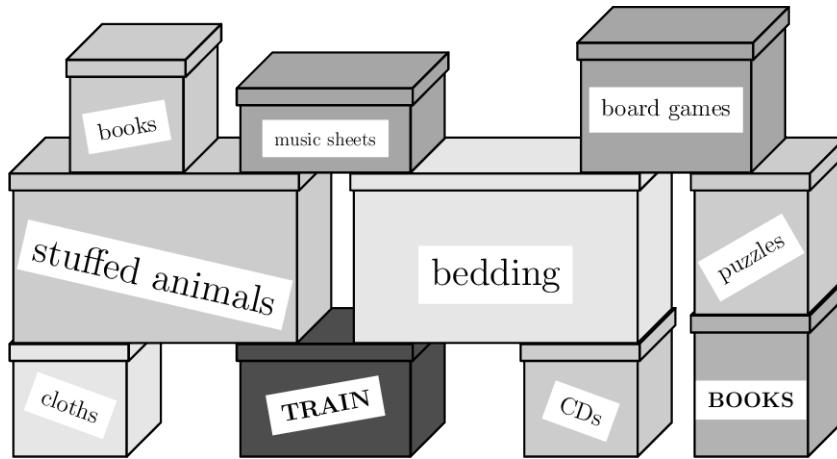 books
music sheets
board games
stuffed animals
bedding
puzzles
cloths
TRAIN
CDs
BOOKS